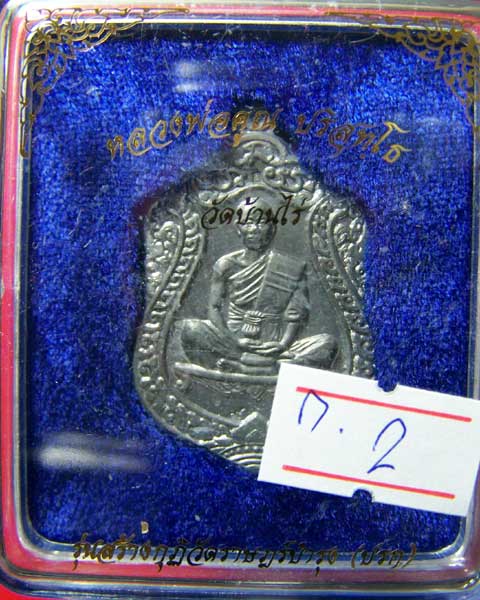 หลวงพ่อคูณ ปริสุทฺโธ
วัดบ้านไร่
ก. 2
รุ่นสร้างกุฏิวัดราษฎร์บำรุง (ปรก)